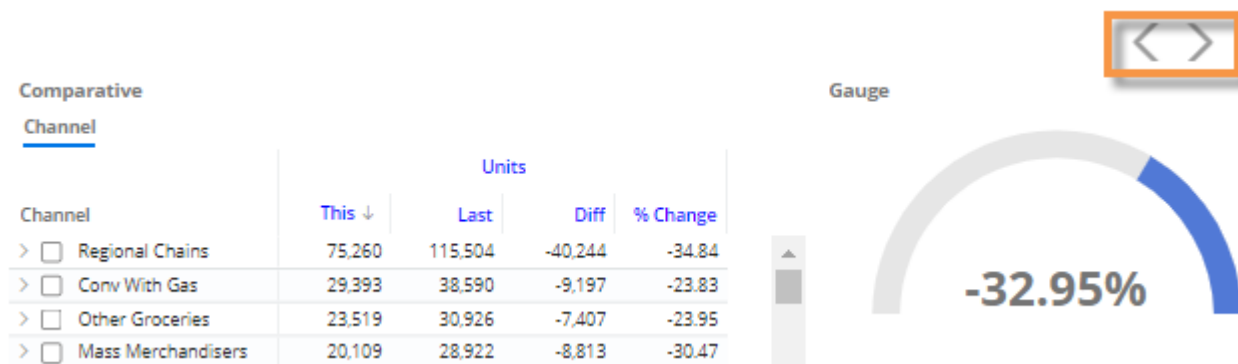 Comparative
Gauge
Channel
Units
Channel This ↓ Last Diff % Change
Regional Chains 75,260 115,504 -40,244 -34.84
Conv With Gas 29,393 38,590 -9,197 -23.83
Other Groceries 23,519 30,926 -7,407 -23.95
Mass Merchandisers 20,109 28,922 -8,813 -30.47
-32.95%